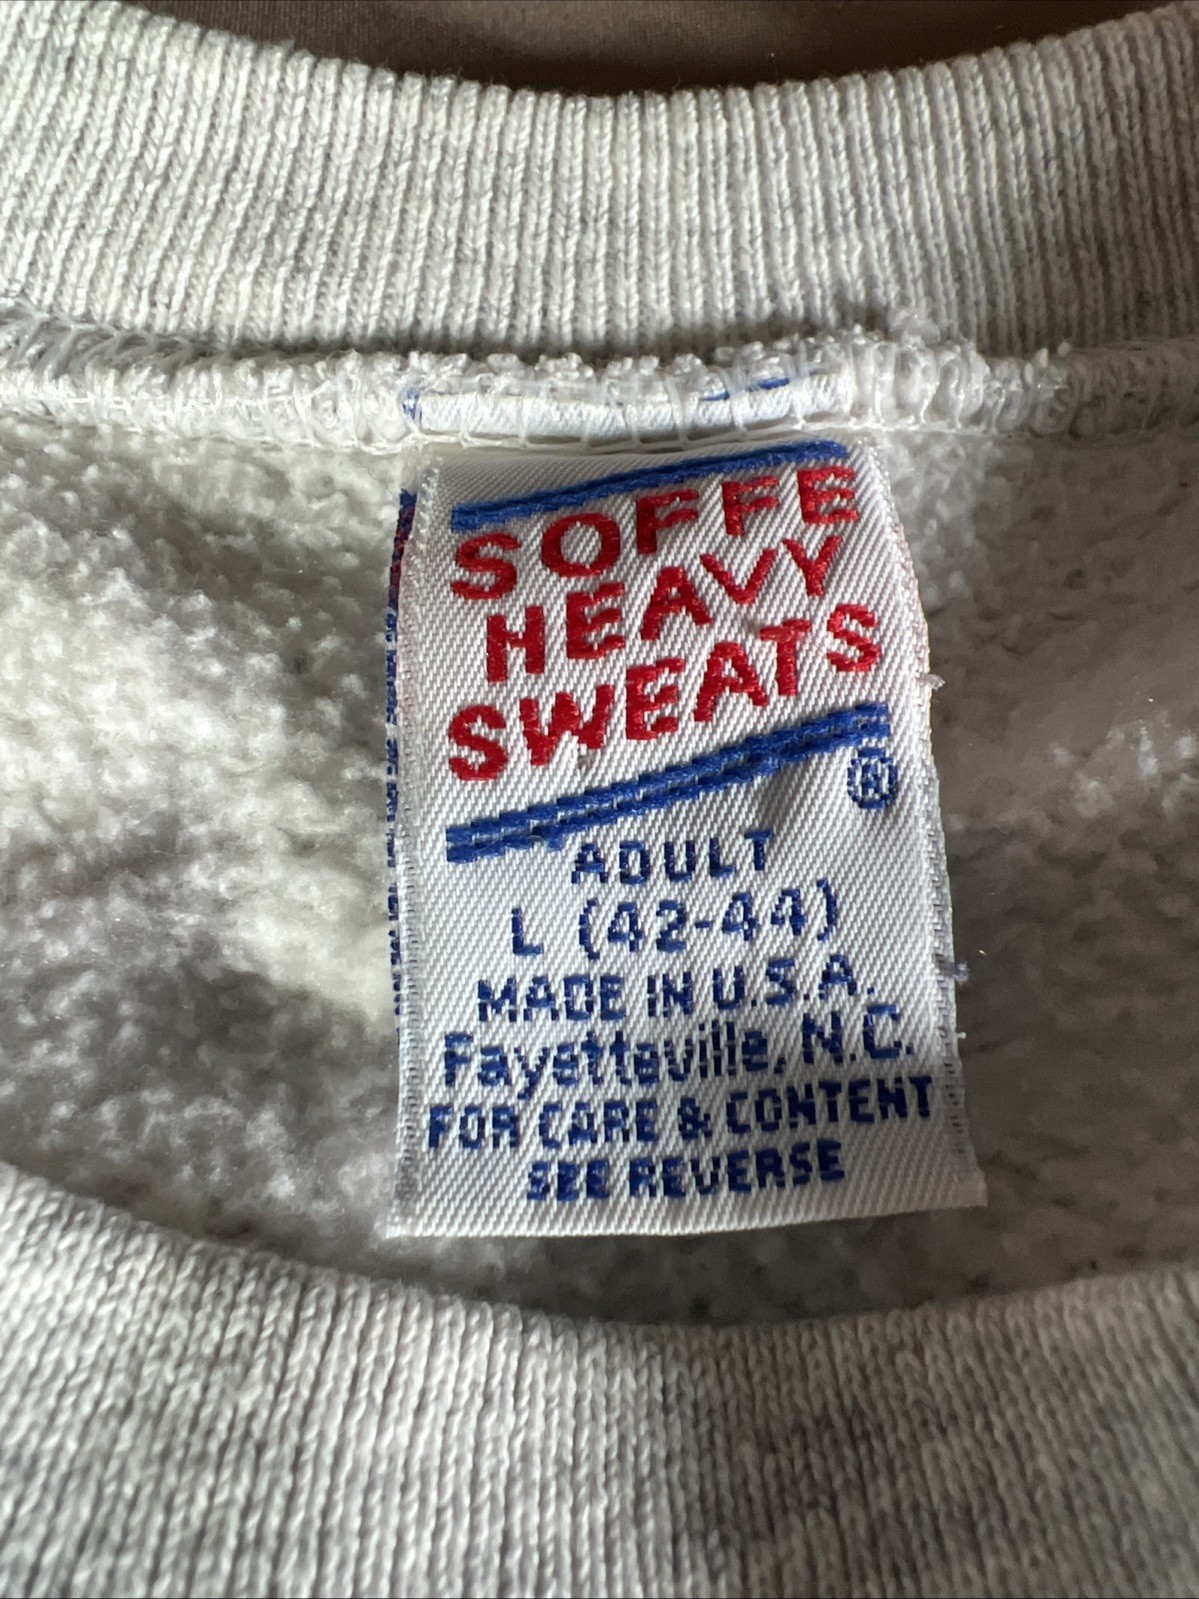 SOFFE
HEAVY
SWEATS
®
ADULT
L (42-44)
MADE IN U.S.A.
Fayetteville, N.C.
FOR CARE & CONTENT
SEE REVERSE